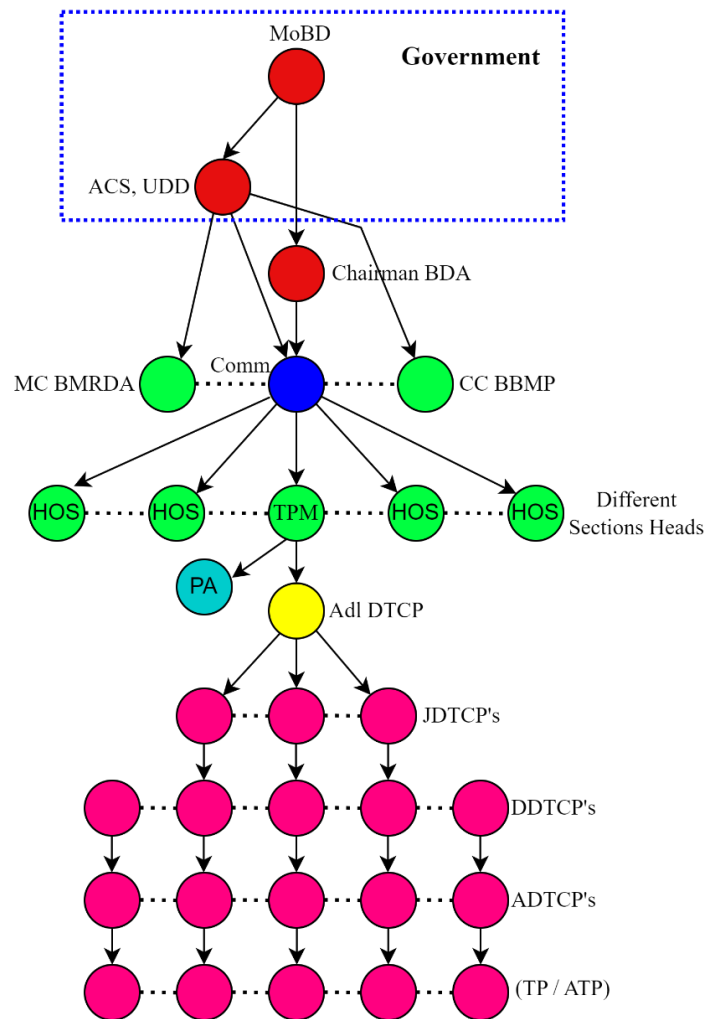 MoBD
Government
ACS, UDD
Chairman BDA
Comm
MC BMRDA
CC BBMP
HOS
HOS
TPM
HOS
HOS
Different
Sections Heads
PA
Adl DTCP
JDTCP's
DDTCP's
ADTCP's
(TP / ATP)